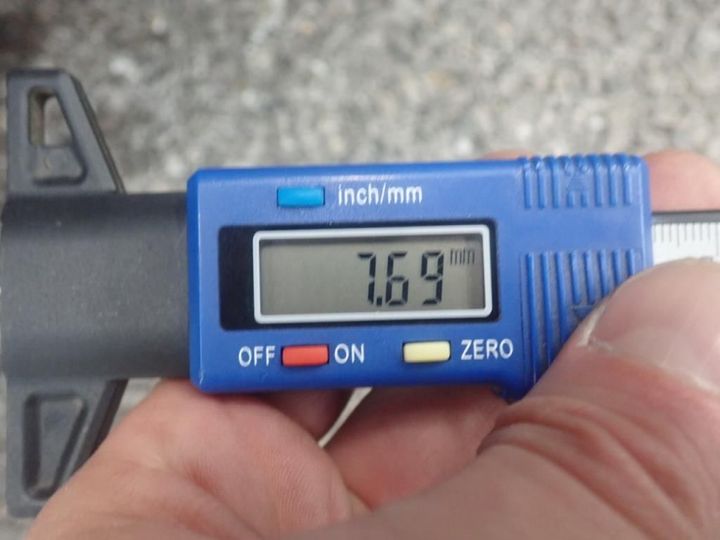 inch/mm
7.69 mm
OFF ON ZERO